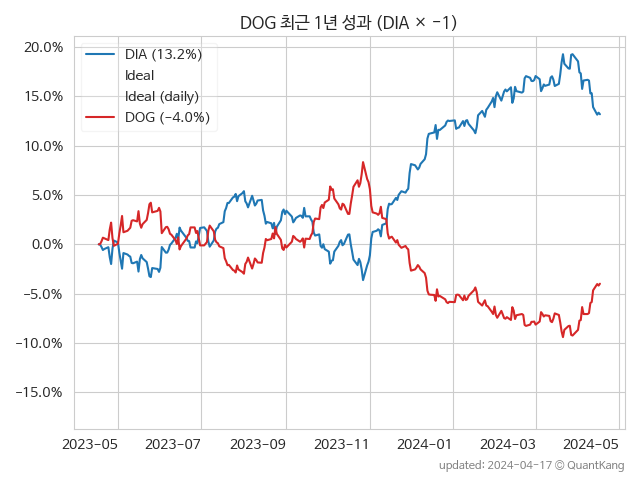 DOG 최근 1년 성과 (DIA × −1)
20.0%
15.0%
10.0%
5.0%
0.0%
−5.0%
−10.0%
−15.0%
DIA (13.2%)
Ideal
Ideal (daily)
DOG (−4.0%)
2023-05 2023-07 2023-09 2023-11 2024-01 2024-03 2024-05
updated: 2024-04-17 © QuantKang